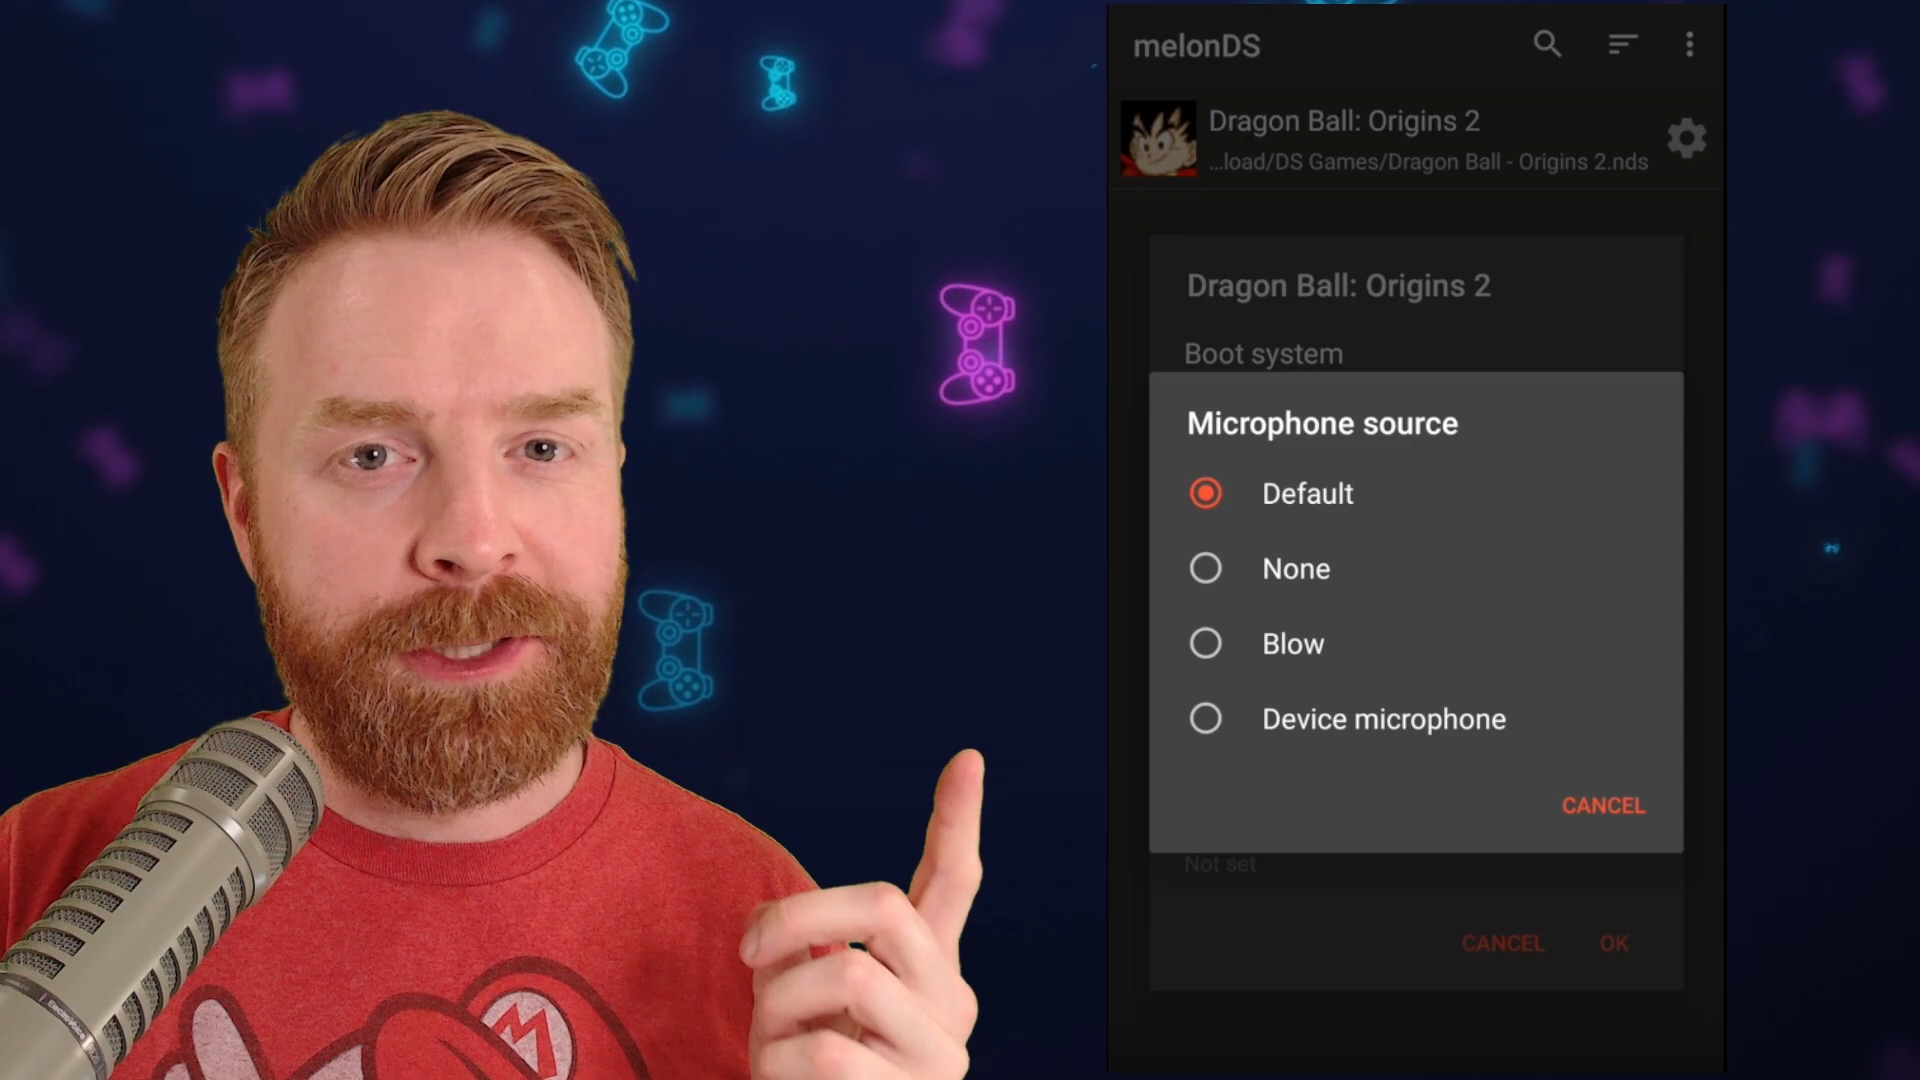 melonDS
Dragon Ball: Origins 2
...load/DS Games/Dragon Ball - Origins 2.nds
Dragon Ball: Origins 2
Boot system
Microphone source
Default
None
Blow
Device microphone
CANCEL
Not set
CANCEL
OK
M